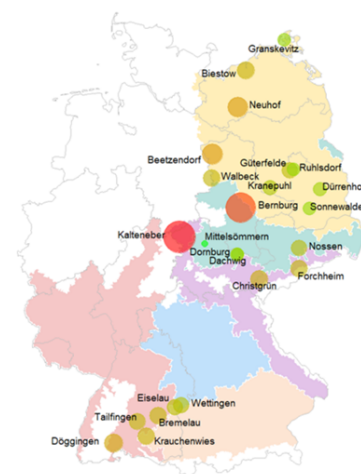 Granskevitz
Biestow
Neuhof
Beetzendorf
Güterfelde
Ruhlsdorf
Walbeck
Kranepuhl
Dürrenho
Bernburg
Sonnewalde
Kalteneber
Mittelsömmern
Nossen
Dornburg
Dachwig
Forchheim
Christgrün
Eiselau
Wettingen
Tailfingen
Bremelau
Döggingen
Krauchenwies